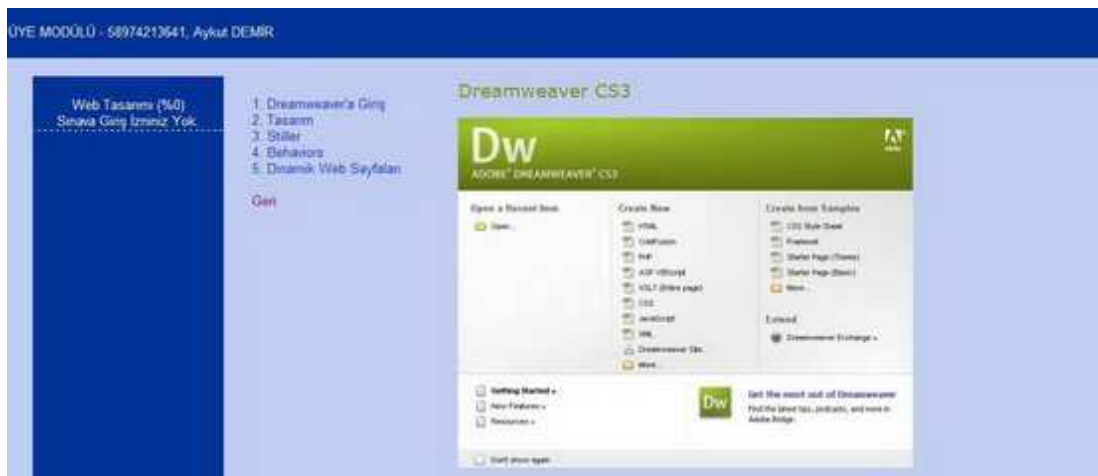 ÜYE MODÜLÜ - 58974213641, Aykut DEMİR
Web Tasarımı (%0)
Sınava Giriş İzniniz Yok.
1. Dreamweaver'a Giriş
2. Tasarım
3. Stiller
4. Behaviors
5. Dinamik Web Sayfaları
Geri
Dreamweaver CS3
Dw
ADOBE® DREAMWEAVER® CS3
Open a Recent Item
Open...
Create New
HTML
ColdFusion
PHP
ASP VBScript
XSLT (Entire page)
CSS
JavaScript
XML
Dreamweaver Site...
More...
Create from Samples
CSS Style Sheet
Frameset
Starter Page (Theme)
Starter Page (Basic)
More...
Extend
Dreamweaver Exchange »
Getting Started »
New Features »
Resources »
Dw
Get the most out of Dreamweaver
Find the latest tips, podcasts, and more in
Adobe Bridge.
Don't show again